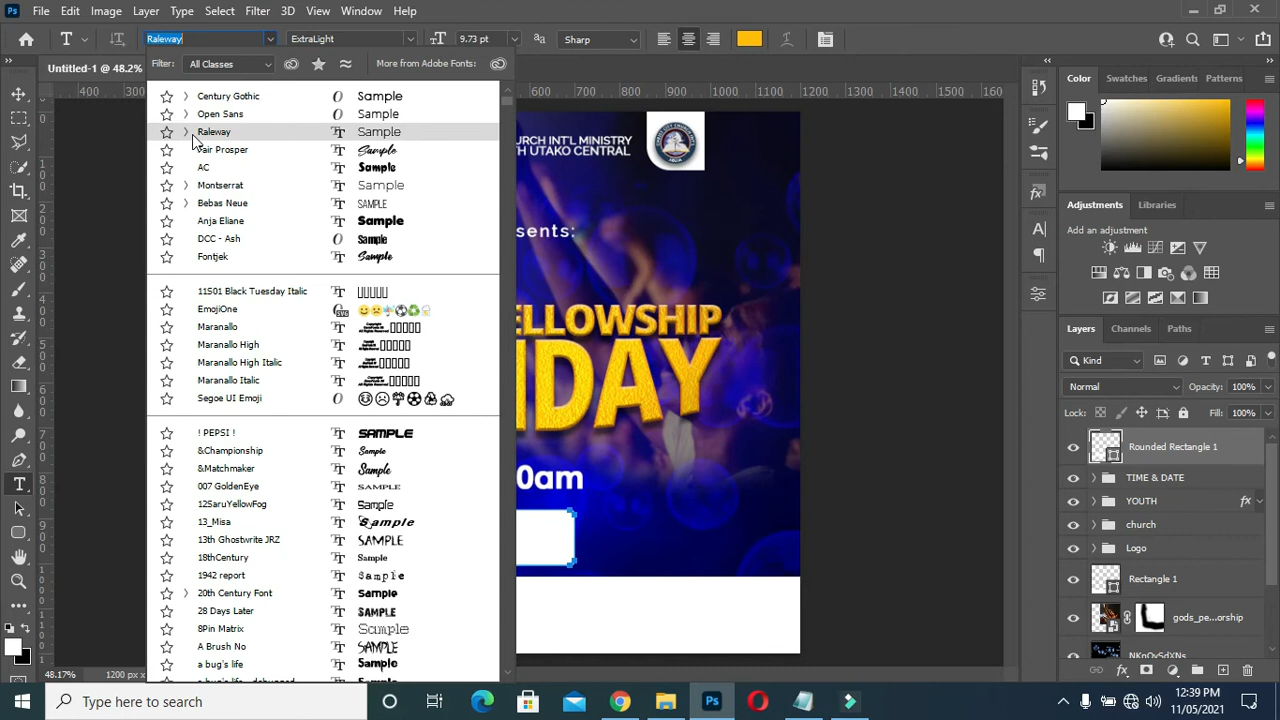 Ps File Edit Image Layer Type Select Filter 3D View Window Help
T Raleway ExtraLight 9.73 pt Sharp
Untitled-1 @ 48.2%
Filter: All Classes More from Adobe Fonts:
Century Gothic Sample
Open Sans Sample
Raleway Sample
Fair Prosper Sample
AC Sample
Montserrat Sample
Bebas Neue SAMPLE
Anja Eliane Sample
DCC - Ash Sample
Fontjek Sample
11S01 Black Tuesday Italic
EmojiOne
Maranallo
Maranallo High
Maranallo High Italic
Maranallo Italic
Segoe UI Emoji
! PEPSI ! SAMPLE
&Championship Sample
&Matchmaker Sample
007 GoldenEye SAMPLE
12SaruYellowFog Sample
13_Misa Sample
13th Ghostwrite JRZ SAMPLE
18thCentury Sample
1942 report Sample
20th Century Font Sample
28 Days Later SAMPLE
8Pin Matrix Sample
A Brush No SAMPLE
a bug's life Sample
400 300 600 700 800 900 1000 1100 1200 1300 1400 1500 1600
URCH INT'L MINISTRY
TH UTAKO CENTRAL
sents:
ELLOWSHIP
DAY
0am
Color Swatches Gradients Patterns
Adjustments Libraries
Add an adjustment
Layers Channels Paths
Kind
Normal Opacity: 100%
Lock: Fill: 100%
Rounded Rectangle 1
TIME & DATE
YOUTH fx
church
Logo
Rectangle 1
gods_pe...orship
48.17% 1200 px
Type here to search
12:39 PM
11/05/2021